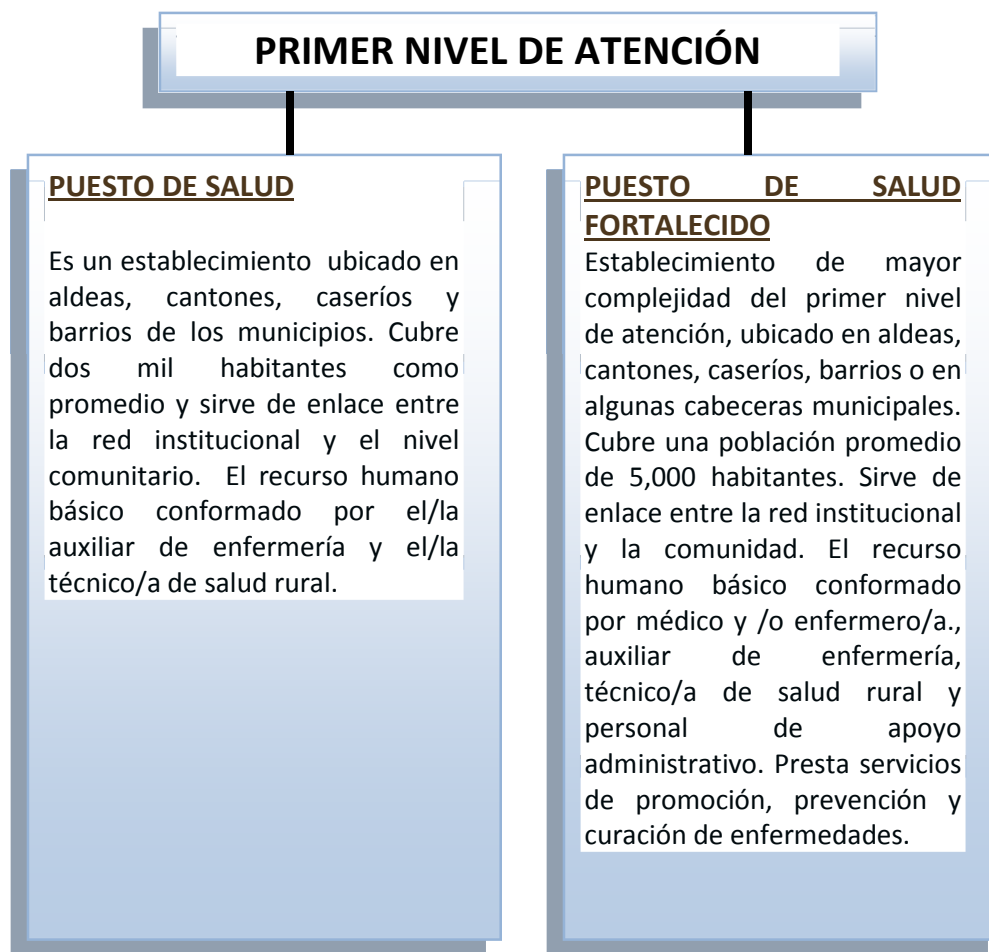 PRIMER NIVEL DE ATENCIÓN
PUESTO DE SALUD
Es un establecimiento ubicado en
aldeas, cantones, caseríos y
barrios de los municipios. Cubre
dos mil habitantes como
promedio y sirve de enlace entre
la red institucional y el nivel
comunitario. El recurso humano
básico conformado por el/la
auxiliar de enfermería y el/la
técnico/a de salud rural.
PUESTO DE SALUD
FORTALECIDO
Establecimiento de mayor
complejidad del primer nivel
de atención, ubicado en aldeas,
cantones, caseríos, barrios o en
algunas cabeceras municipales.
Cubre una población promedio
de 5,000 habitantes. Sirve de
enlace entre la red institucional
y la comunidad. El recurso
humano básico conformado
por médico y /o enfermero/a.,
auxiliar de enfermería,
técnico/a de salud rural y
personal de apoyo
administrativo. Presta servicios
de promoción, prevención y
curación de enfermedades.